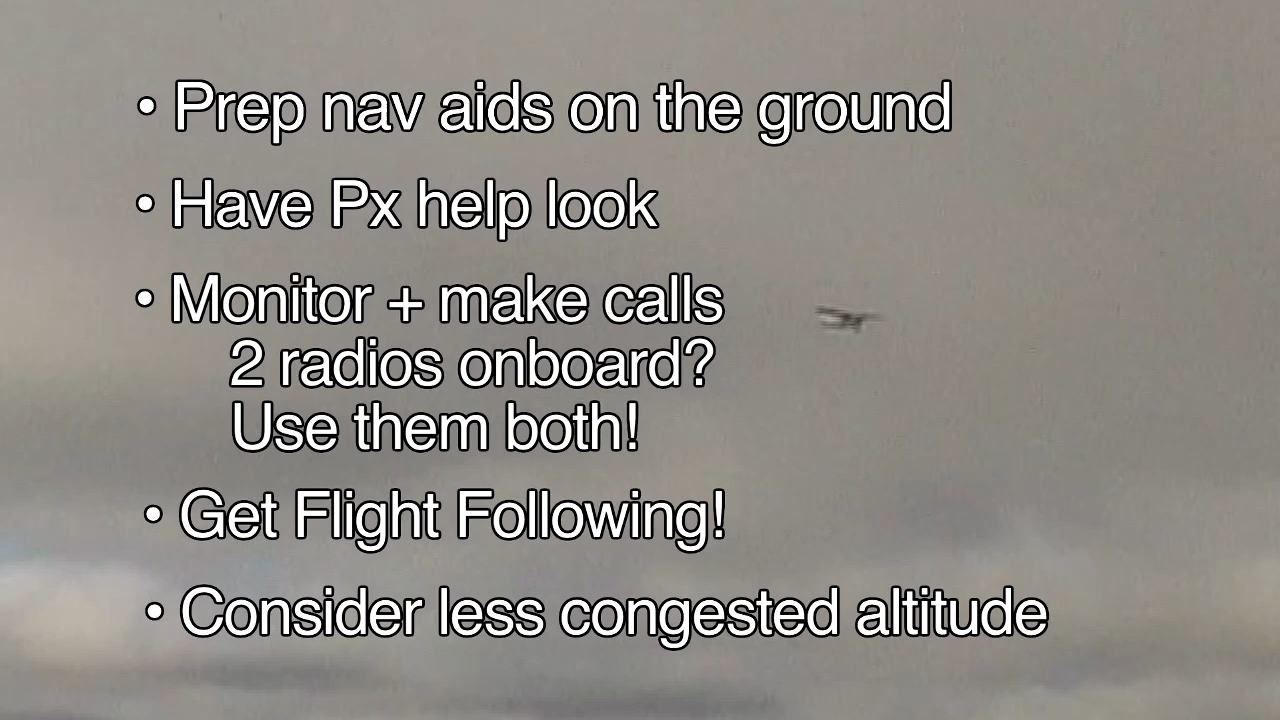 • Prep nav aids on the ground
• Have Px help look
• Monitor + make calls
2 radios onboard?
Use them both!
• Get Flight Following!
• Consider less congested altitude